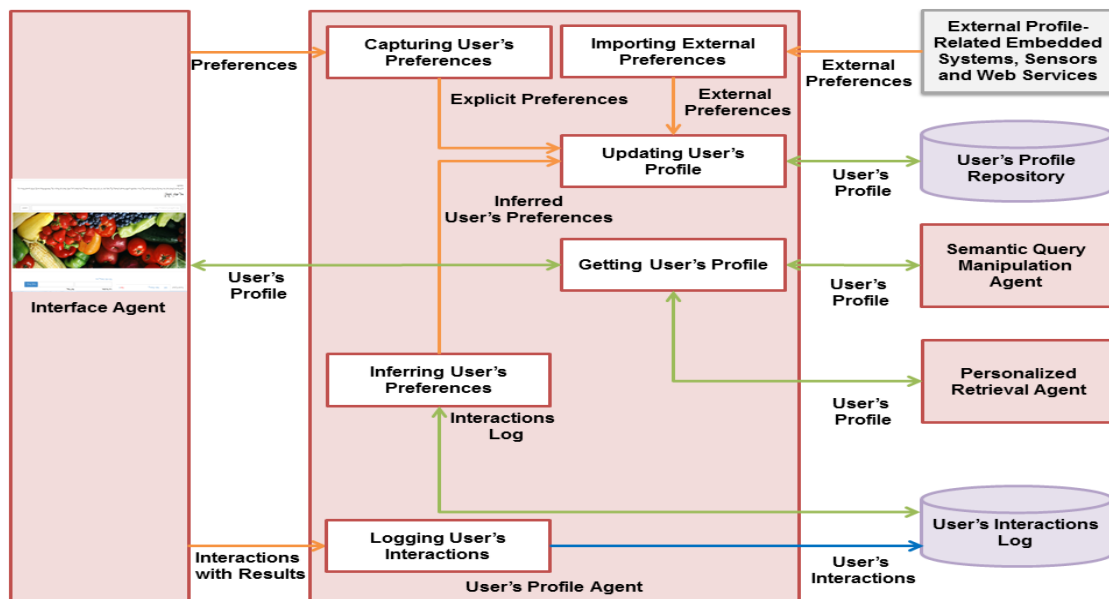 Preferences
Capturing User's
Preferences
Importing External
Preferences
External
Preferences
External Profile-
Related Embedded
Systems, Sensors
and Web Services
Explicit Preferences
External
Preferences
Updating User's
Profile
User's
Profile
User's Profile
Repository
Inferred
User's Preferences
Interface Agent
User's
Profile
Getting User's Profile
User's
Profile
Semantic Query
Manipulation
Agent
Inferring User's
Preferences
Interactions
Log
User's
Profile
Personalized
Retrieval Agent
Interactions
with Results
Logging User's
Interactions
User's
Interactions
User's Interactions
Log
User's Profile Agent